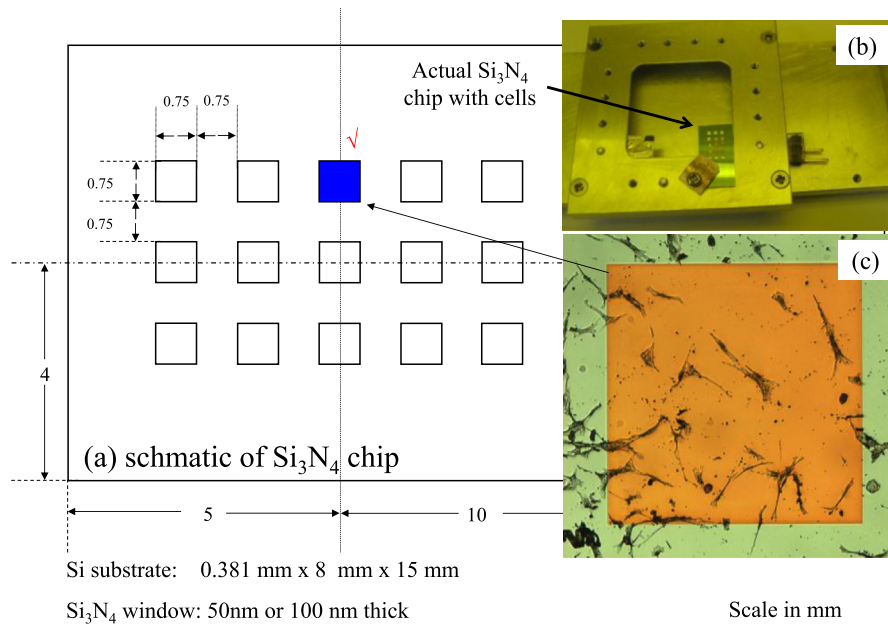 (b)
Actual Si₃N₄
chip with cells
0.75 0.75
√
0.75
0.75
(c)
4
(a) schmatic of Si₃N₄ chip
5 10
Si substrate: 0.381 mm x 8 mm x 15 mm
Si₃N₄ window: 50nm or 100 nm thick
Scale in mm